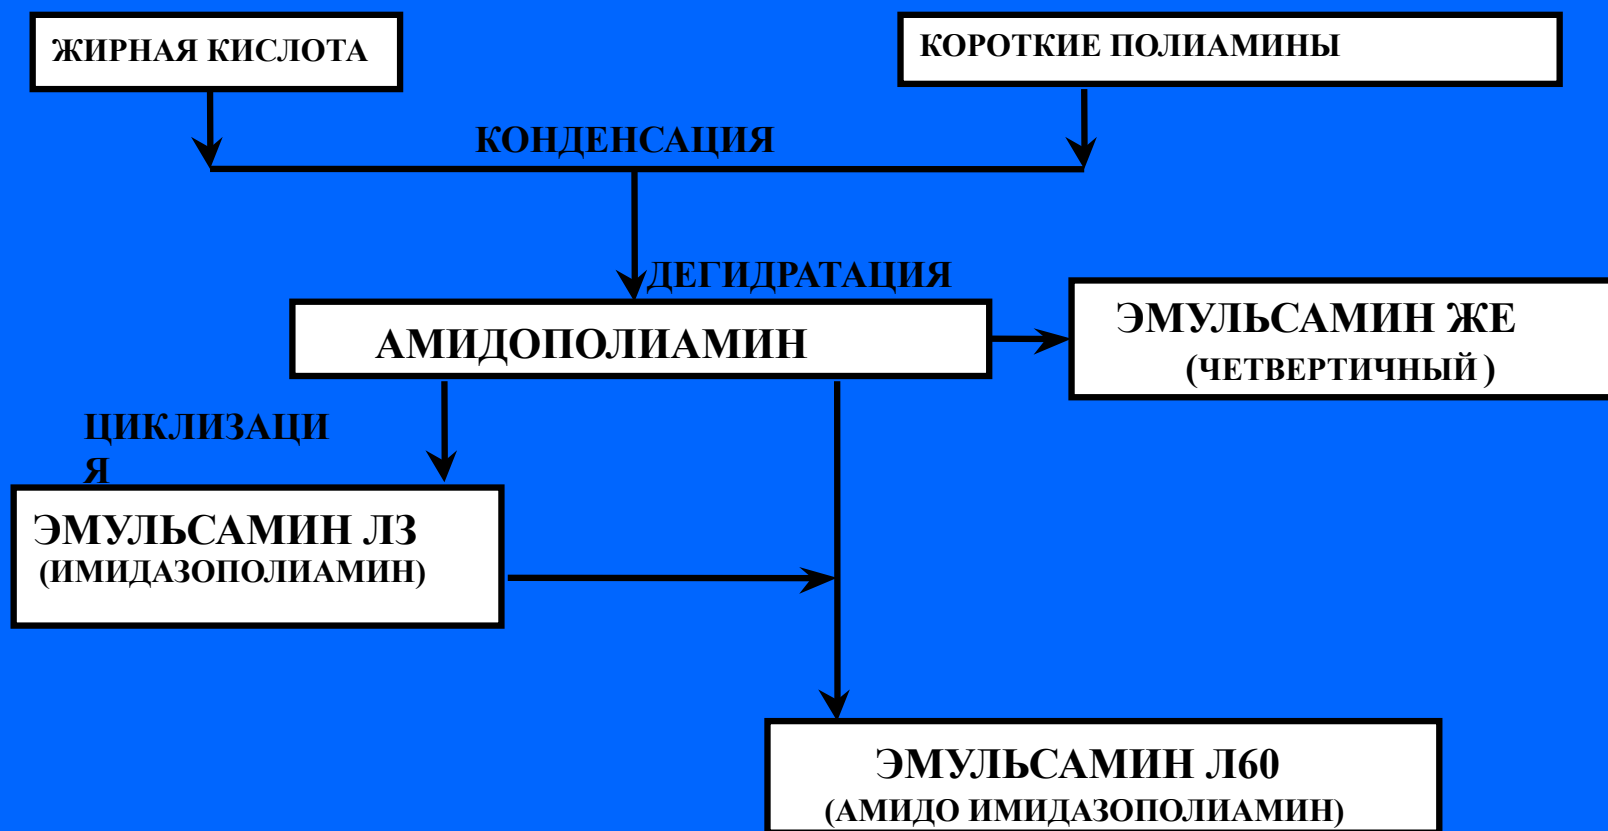 ЖИРНАЯ КИСЛОТА
КОРОТКИЕ ПОЛИАМИНЫ
КОНДЕНСАЦИЯ
ДЕГИДРАТАЦИЯ
АМИДОПОЛИАМИН
ЭМУЛЬСАМИН ЖЕ
(ЧЕТВЕРТИЧНЫЙ )
ЦИКЛИЗАЦИ
Я
ЭМУЛЬСАМИН ЛЗ
(ИМИДАЗОПОЛИАМИН)
ЭМУЛЬСАМИН Л60
(АМИДО ИМИДАЗОПОЛИАМИН)